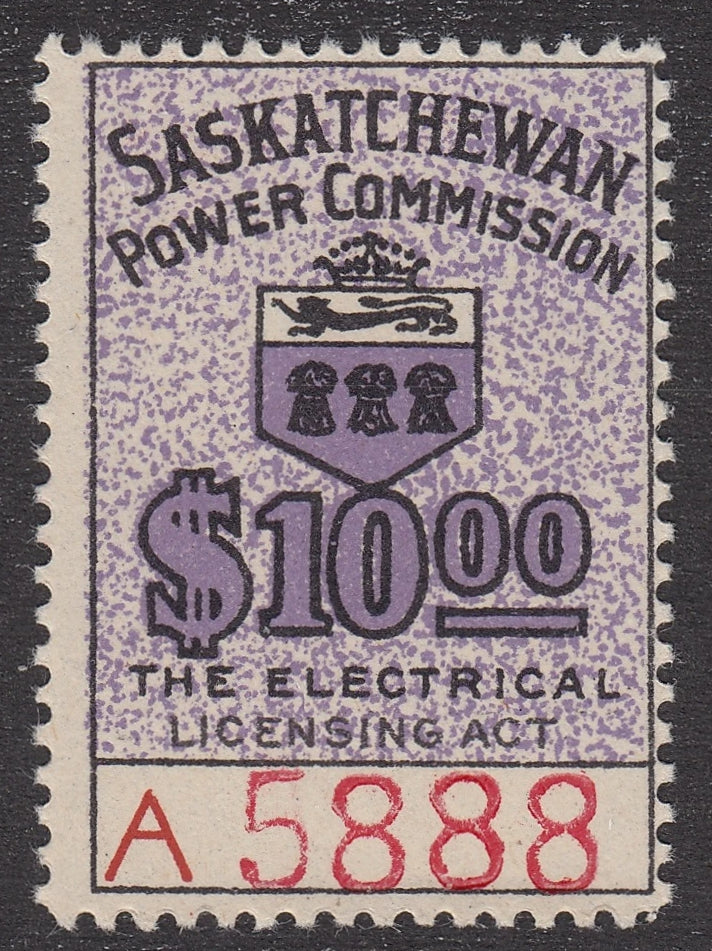 SASKATCHEWAN
POWER COMMISSION
$10.00
THE ELECTRICAL
LICENSING ACT
A 5888